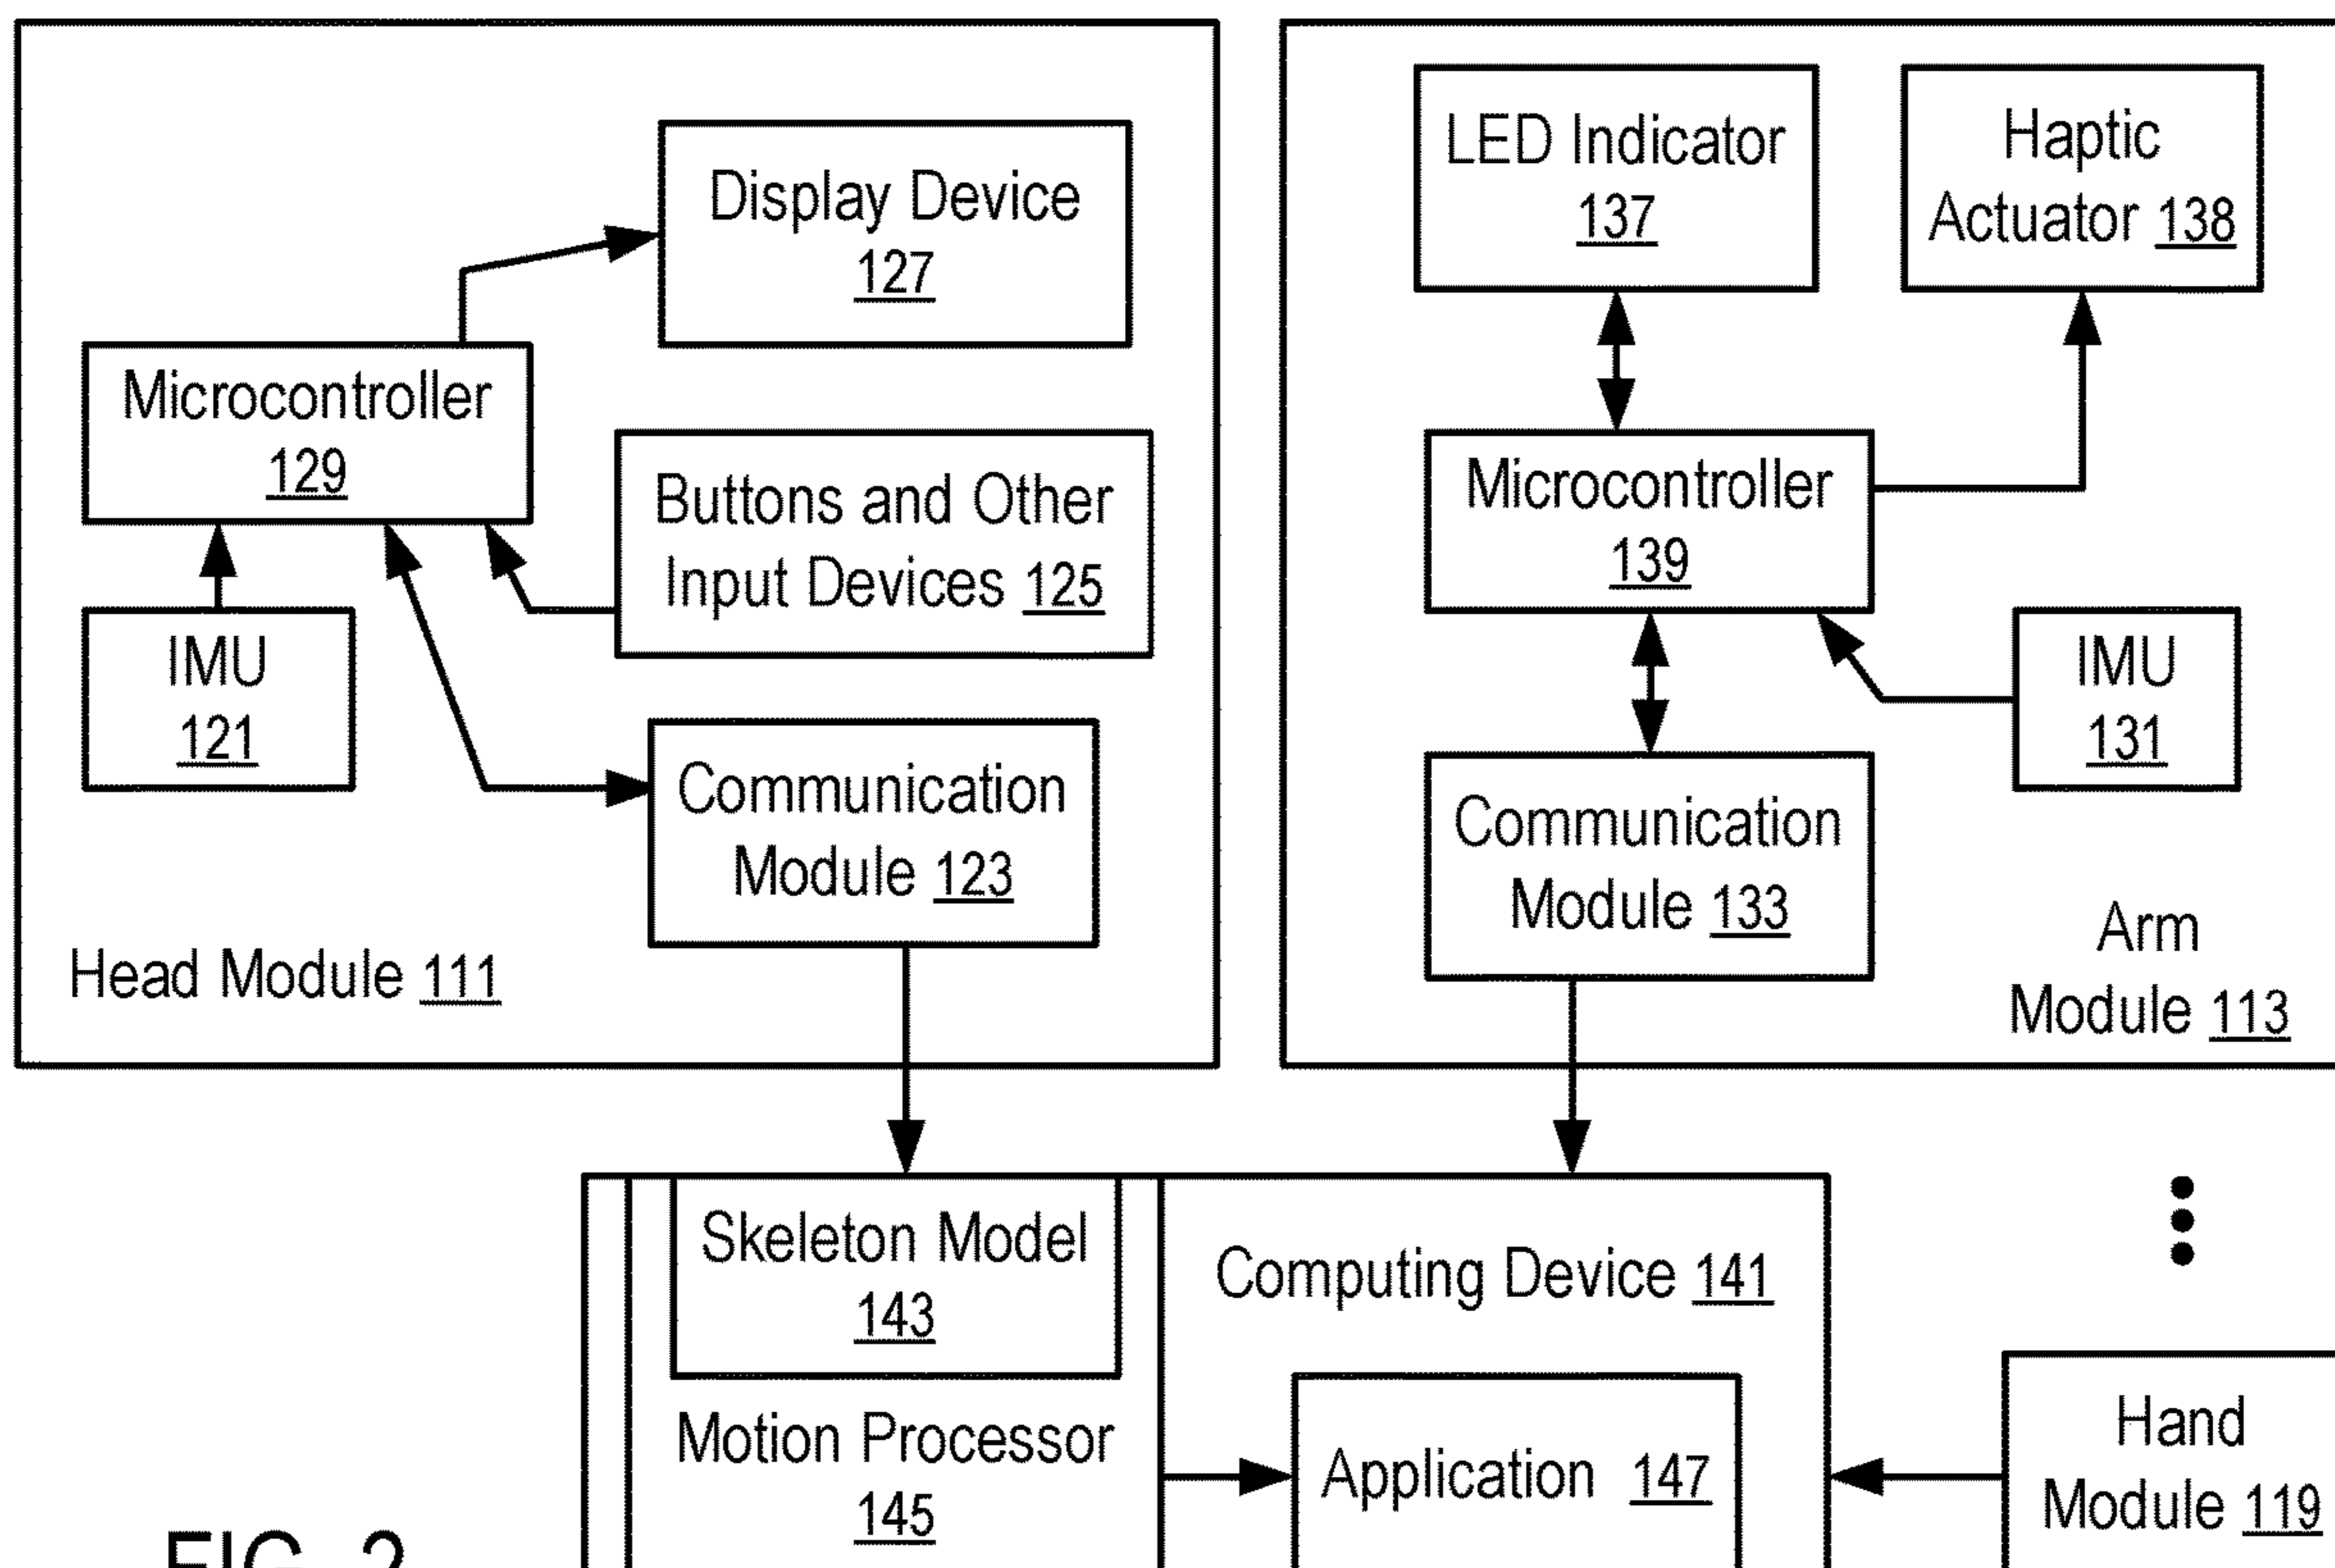 Display Device
127
Microcontroller
129
Buttons and Other
Input Devices 125
IMU
121
Communication
Module 123
Head Module 111
LED Indicator
137
Haptic
Actuator 138
Microcontroller
139
IMU
131
Communication
Module 133
Arm
Module 113
Skeleton Model
143
Computing Device 141
Motion Processor
145
Application 147
Hand
Module 119
FIG. 2